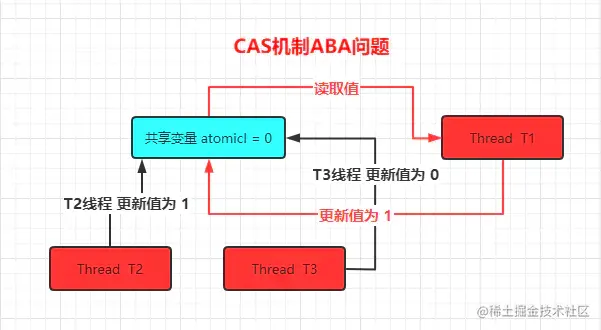 CAS机制ABA问题
读取值
共享变量 atomicI = 0
Thread T1
T3线程 更新值为 0
T2线程 更新值为 1
更新值为 1
Thread T2
Thread T3
@稀土掘金技术社区